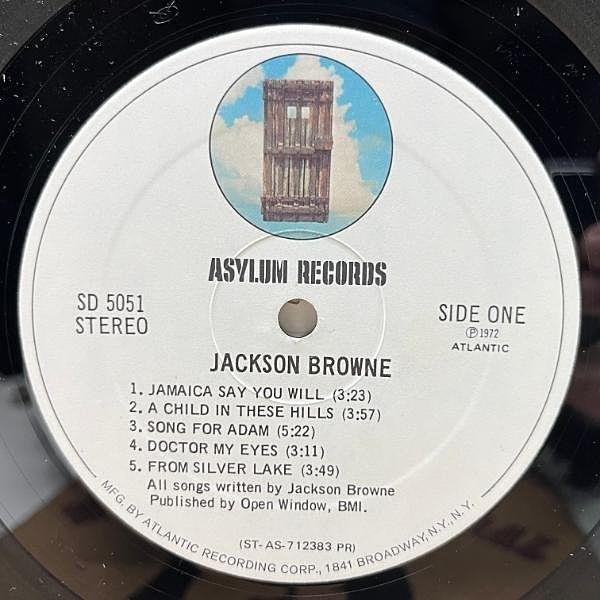 ASYLUM RECORDS
SD 5051
STEREO
SIDE ONE
Ⓟ1972
ATLANTIC
JACKSON BROWNE
1. JAMAICA SAY YOU WILL (3:23)
2. A CHILD IN THESE HILLS (3:57)
3. SONG FOR ADAM (5:22)
4. DOCTOR MY EYES (3:11)
5. FROM SILVER LAKE (3:49)
All songs written by Jackson Browne
Published by Open Window, BMI.
(ST-AS-712383 PR)
MFG. BY ATLANTIC RECORDING CORP., 1841 BROADWAY, N.Y., N.Y.